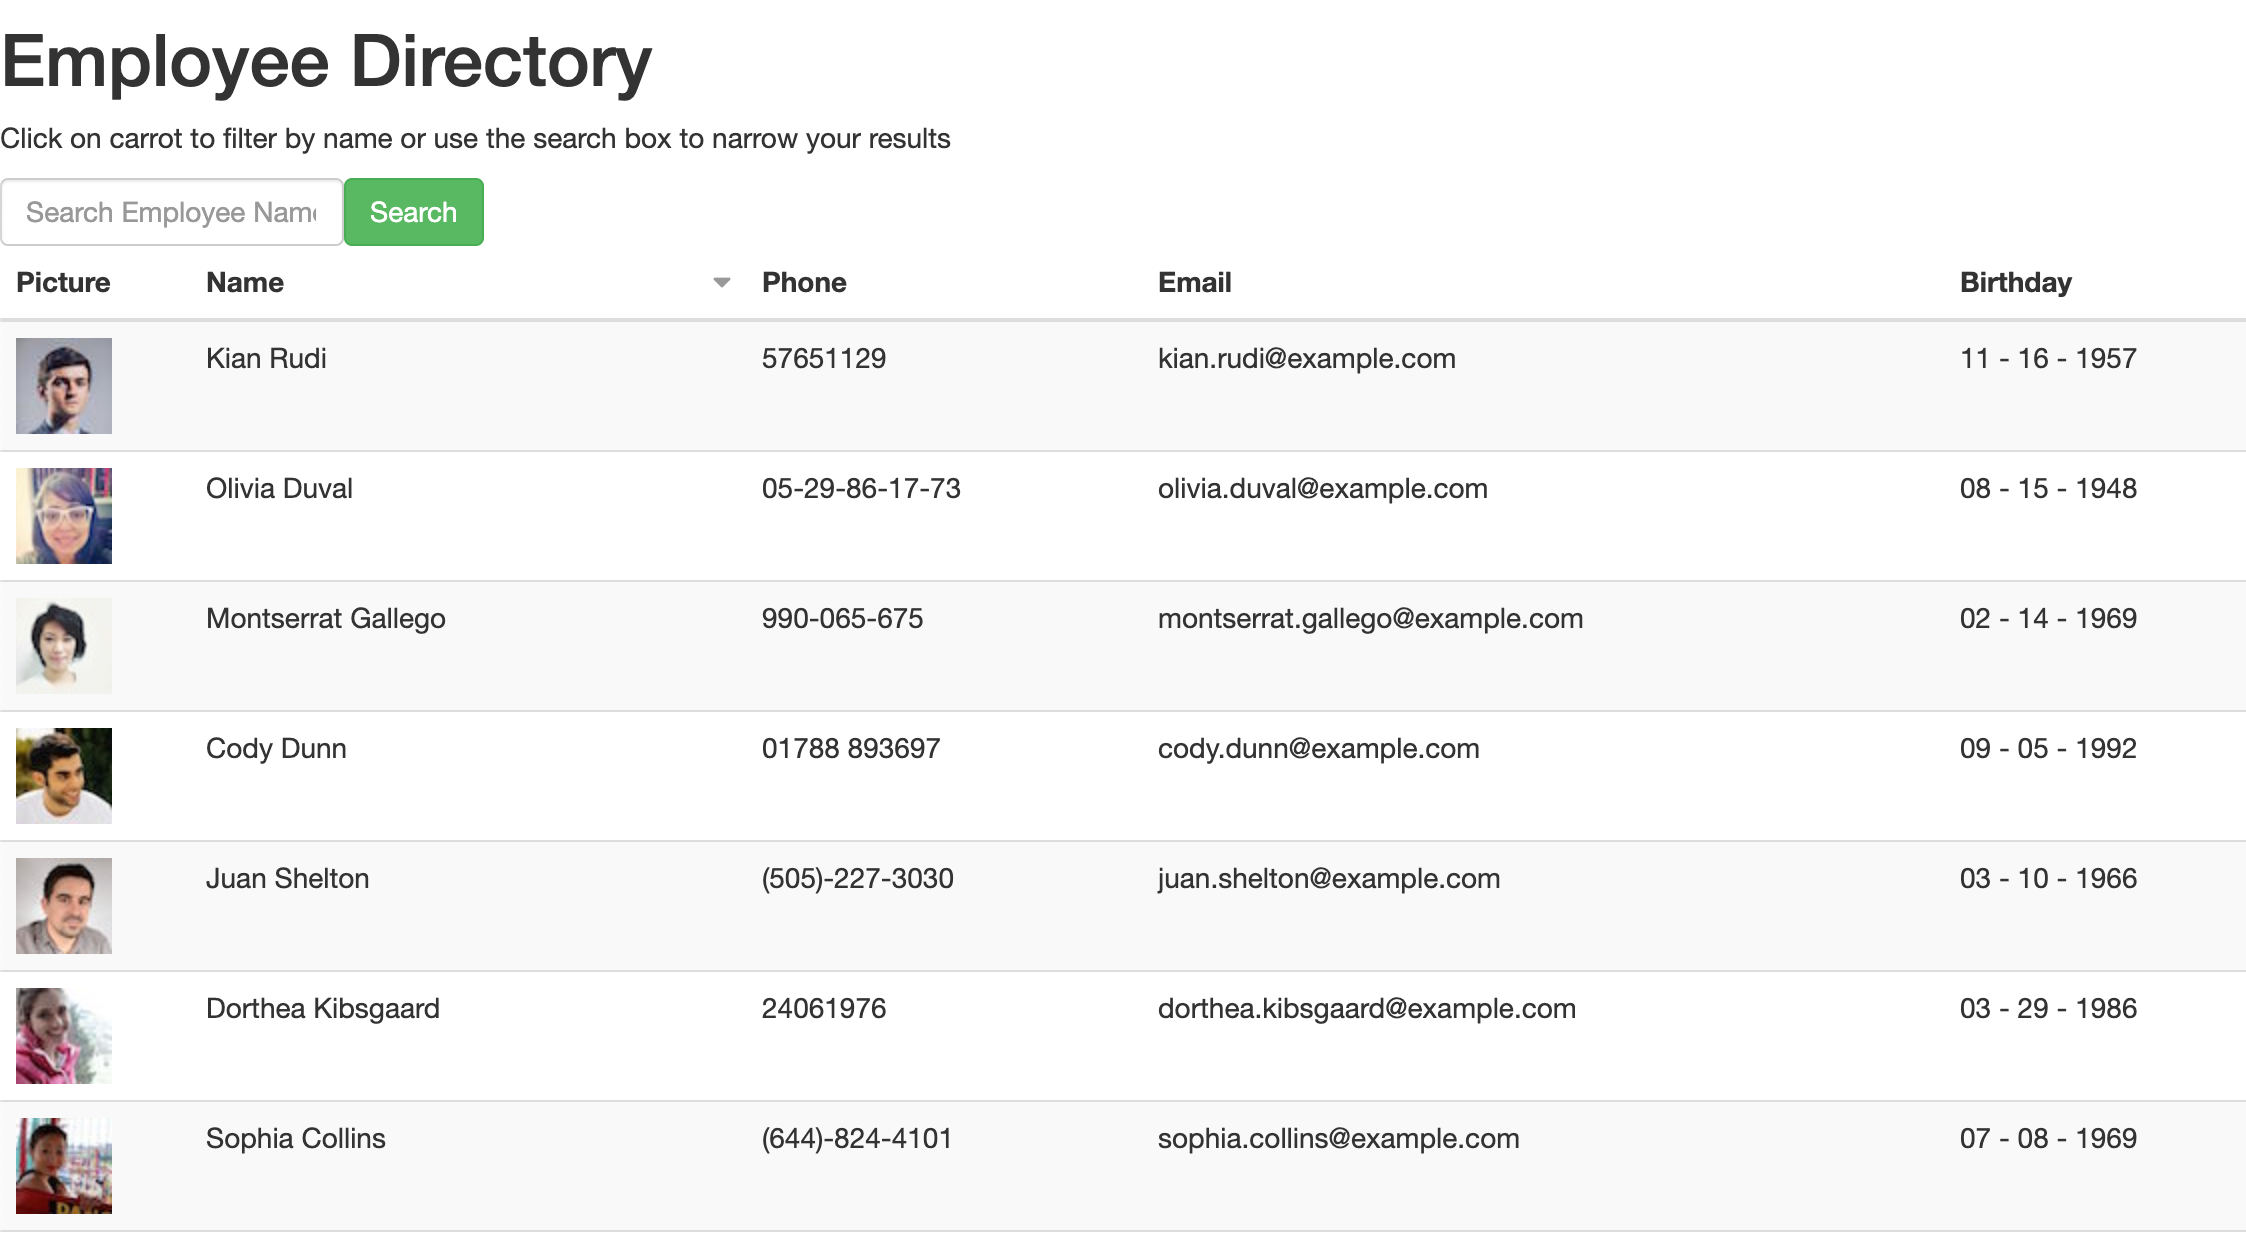 Employee Directory
Click on carrot to filter by name or use the search box to narrow your results
Search Employee Name Search
Picture Name Phone Email Birthday
Kian Rudi 57651129 kian.rudi@example.com 11 - 16 - 1957
Olivia Duval 05-29-86-17-73 olivia.duval@example.com 08 - 15 - 1948
Montserrat Gallego 990-065-675 montserrat.gallego@example.com 02 - 14 - 1969
Cody Dunn 01788 893697 cody.dunn@example.com 09 - 05 - 1992
Juan Shelton (505)-227-3030 juan.shelton@example.com 03 - 10 - 1966
Dorthea Kibsgaard 24061976 dorthea.kibsgaard@example.com 03 - 29 - 1986
Sophia Collins (644)-824-4101 sophia.collins@example.com 07 - 08 - 1969